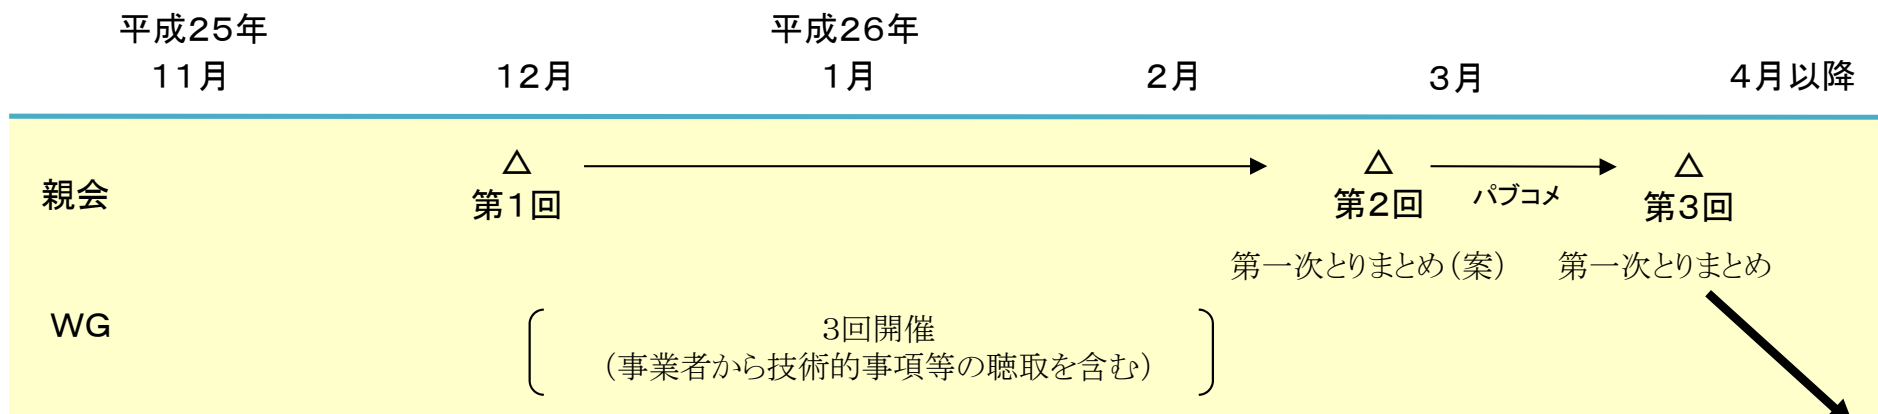 平成25年 平成26年
11月 12月 1月 2月 3月 4月以降
親会
△ △ △
第1回 第2回 パブコメ 第3回
第一次とりまとめ(案) 第一次とりまとめ
WG
3回開催
(事業者から技術的事項等の聴取を含む)